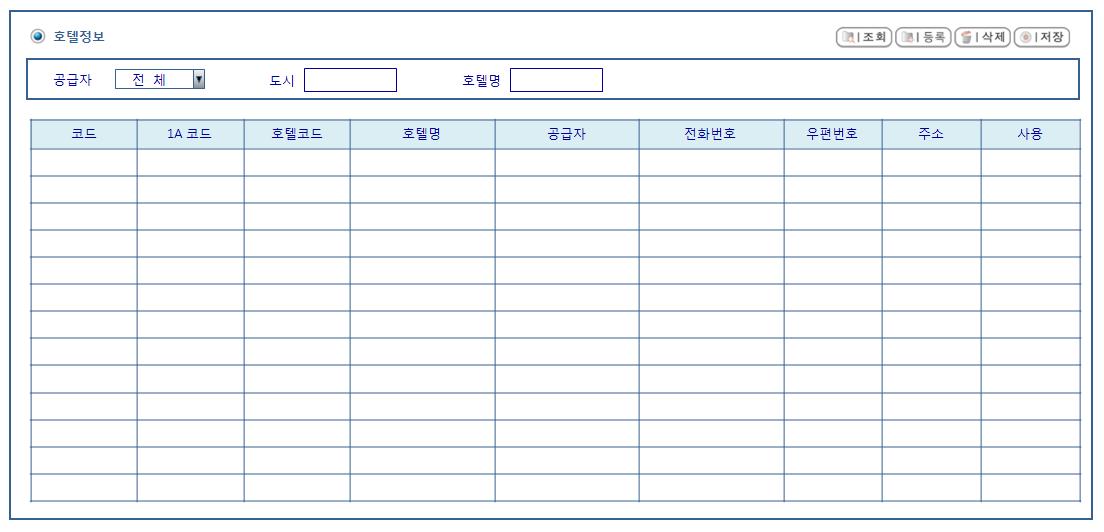 호텔정보 조회 등록 삭제 저장
공급자 전 체 도시 호텔명
코드 1A 코드 호텔코드 호텔명 공급자 전화번호 우편번호 주소 사용